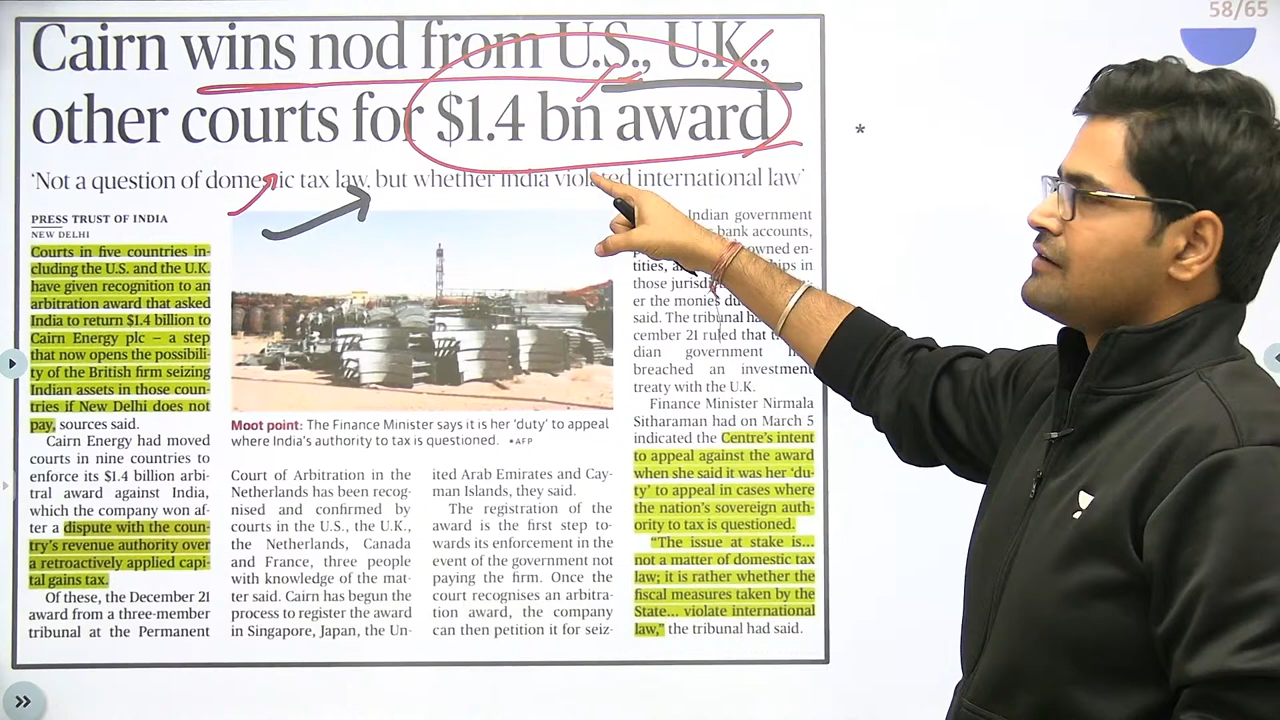 58/65
Cairn wins nod from U.S., U.K.,
other courts for $1.4 bn award
*
'Not a question of domestic tax law, but whether India violated international law'
PRESS TRUST OF INDIA
NEW DELHI
Courts in five countries in-
cluding the U.S. and the U.K.
have given recognition to an
arbitration award that asked
India to return $1.4 billion to
Cairn Energy plc – a step
that now opens the possibili-
ty of the British firm seizing
Indian assets in those coun-
tries if New Delhi does not
pay, sources said.
Cairn Energy had moved
courts in nine countries to
enforce its $1.4 billion arbi-
tral award against India,
which the company won af-
ter a dispute with the coun-
try's revenue authority over
a retroactively applied capi-
tal gains tax.
Of these, the December 21
award from a three-member
tribunal at the Permanent
Moot point: The Finance Minister says it is her 'duty' to appeal
where India's authority to tax is questioned. •AFP
Court of Arbitration in the
Netherlands has been recog-
nised and confirmed by
courts in the U.S., the U.K.,
the Netherlands, Canada
and France, three people
with knowledge of the mat-
ter said. Cairn has begun the
process to register the award
in Singapore, Japan, the Un-
ited Arab Emirates and Cay-
man Islands, they said.
The registration of the
award is the first step to-
wards its enforcement in the
event of the government not
paying the firm. Once the
court recognises an arbitra-
tion award, the company
can then petition it for seiz-
Indian government
bank accounts,
owned en-
tities,
those
er the monies
said. The tribunal
cember 21 ruled that
dian government
breached an investment
treaty with the U.K.
Finance Minister Nirmala
Sitharaman had on March 5
indicated the Centre's intent
to appeal against the award
when she said it was her 'du-
ty' to appeal in cases where
the nation's sovereign auth-
ority to tax is questioned.
"The issue at stake is...
not a matter of domestic tax
law; it is rather whether the
fiscal measures taken by the
State... violate international
law," the tribunal had said.